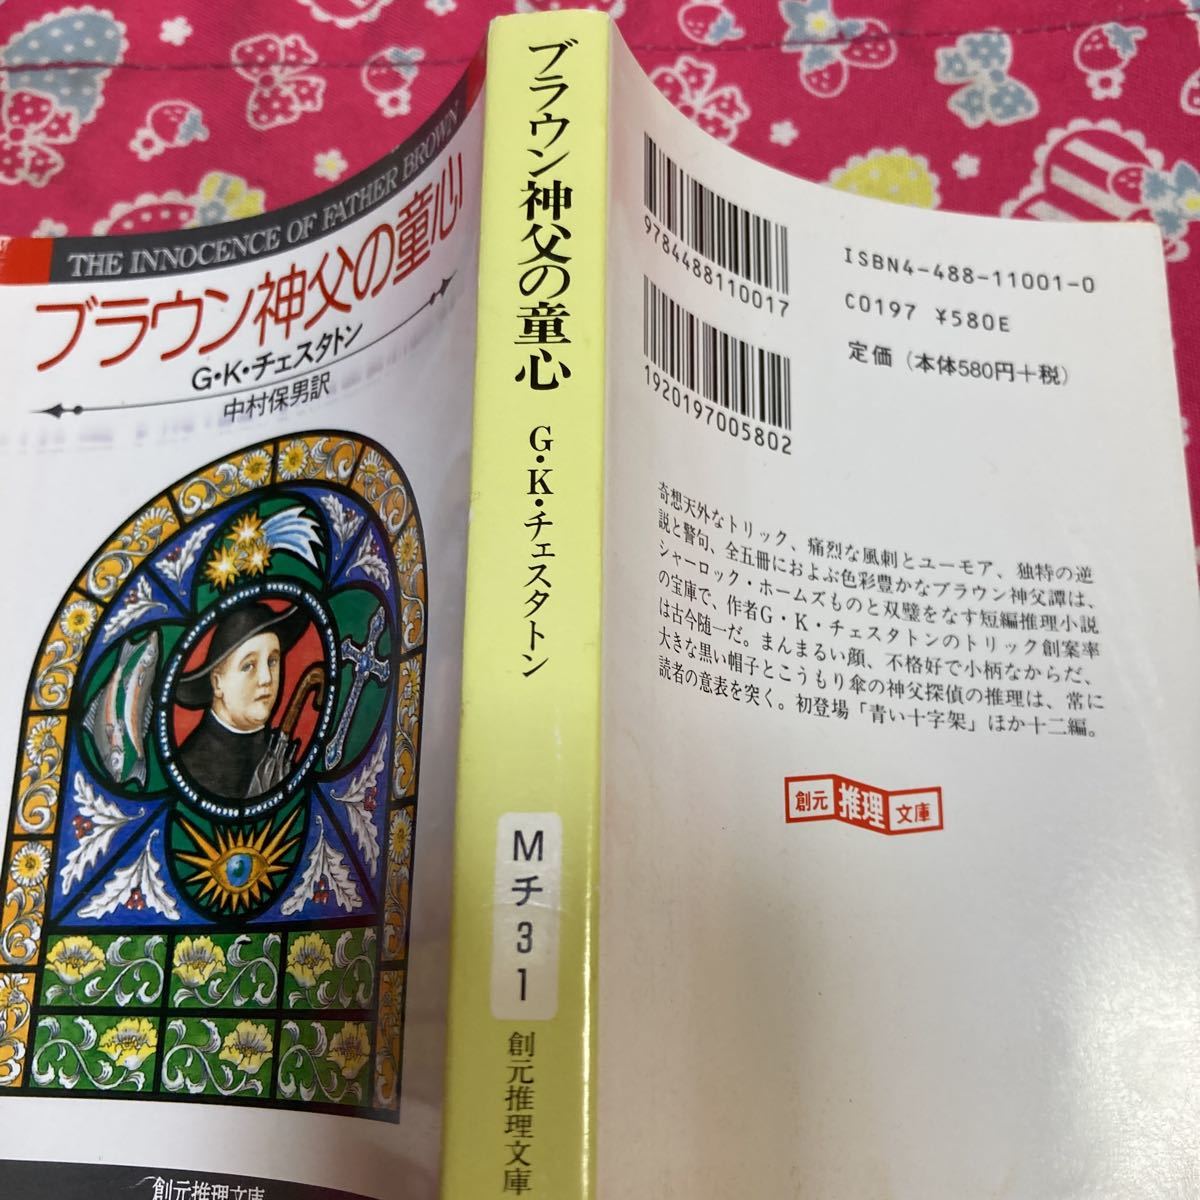 THE INNOCENCE OF FATHER BROWN
ブラウン神父の童心
G・K・チェスタトン
中村保男訳
創元推理文庫
ブラウン神父の童心 G・K・チェスタトン
Mチ31
創元推理文庫
9784488110017
1920197005802
ISBN4-488-11001-0
C0197 ¥580E
定価（本体580円＋税）
奇想天外なトリック、痛烈な風刺とユーモア、独特の逆
説と警句、全五冊におよぶ色彩豊かなブラウン神父譚は、
シャーロック・ホームズものと双璧をなす短編推理小説
の宝庫で、作者G・K・チェスタトンのトリック創案率
は古今随一だ。まんまるい顔、不格好で小柄なからだ、
大きな黒い帽子とこうもり傘の神父探偵の推理は、常に
読者の意表を突く。初登場「青い十字架」ほか十二編。
創元推理文庫